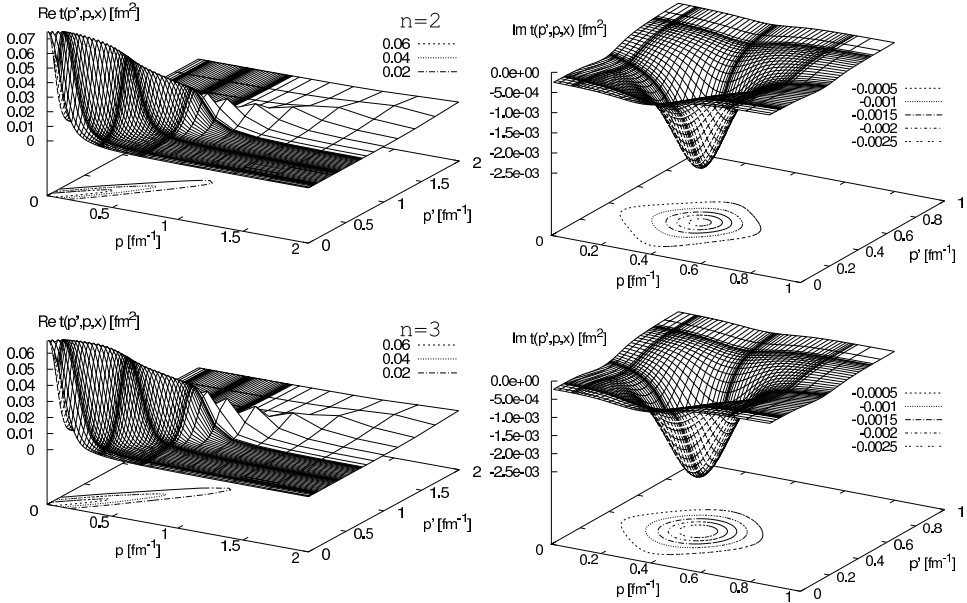 Re t(p',p,x) [fm²]
n=2
0.06
0.04
0.02
0.07
0.06
0.05
0.04
0.03
0.02
0.01
0
0
0.5
1
1.5
2
p [fm⁻¹]
0
0.5
1
1.5
2
p' [fm⁻¹]
Im t(p',p,x) [fm²]
-0.0005
-0.001
-0.0015
-0.002
-0.0025
0.0e+00
-5.0e-04
-1.0e-03
-1.5e-03
-2.0e-03
-2.5e-03
0
0.2
0.4
0.6
0.8
1
p [fm⁻¹]
0
0.2
0.4
0.6
0.8
1
p' [fm⁻¹]
Re t(p',p,x) [fm²]
n=3
0.06
0.04
0.02
0.06
0.05
0.04
0.03
0.02
0.01
0
0
0.5
1
1.5
2
p [fm⁻¹]
0
0.5
1
1.5
2
p' [fm⁻¹]
Im t(p',p,x) [fm²]
-0.0005
-0.001
-0.0015
-0.002
-0.0025
0.0e+00
-5.0e-04
-1.0e-03
-1.5e-03
-2.0e-03
-2.5e-03
0
0.2
0.4
0.6
0.8
1
p [fm⁻¹]
0
0.2
0.4
0.6
0.8
1
p' [fm⁻¹]